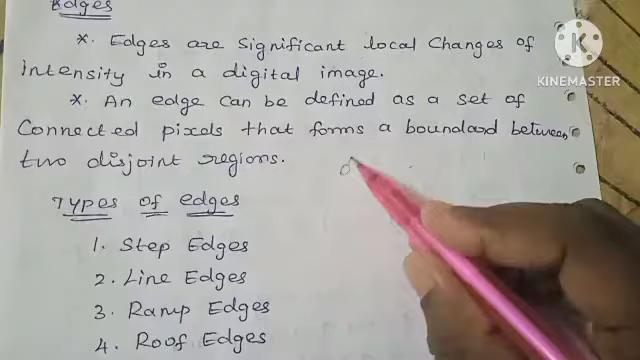 Edges
*. Edges are significant local changes of
intensity in a digital image.
*. An edge can be defined as a set of
connected pixels that forms a boundard between
two disjoint regions.
Types of edges
1. Step Edges
2. Line Edges
3. Ramp Edges
4. Roof Edges
K
KINEMASTER